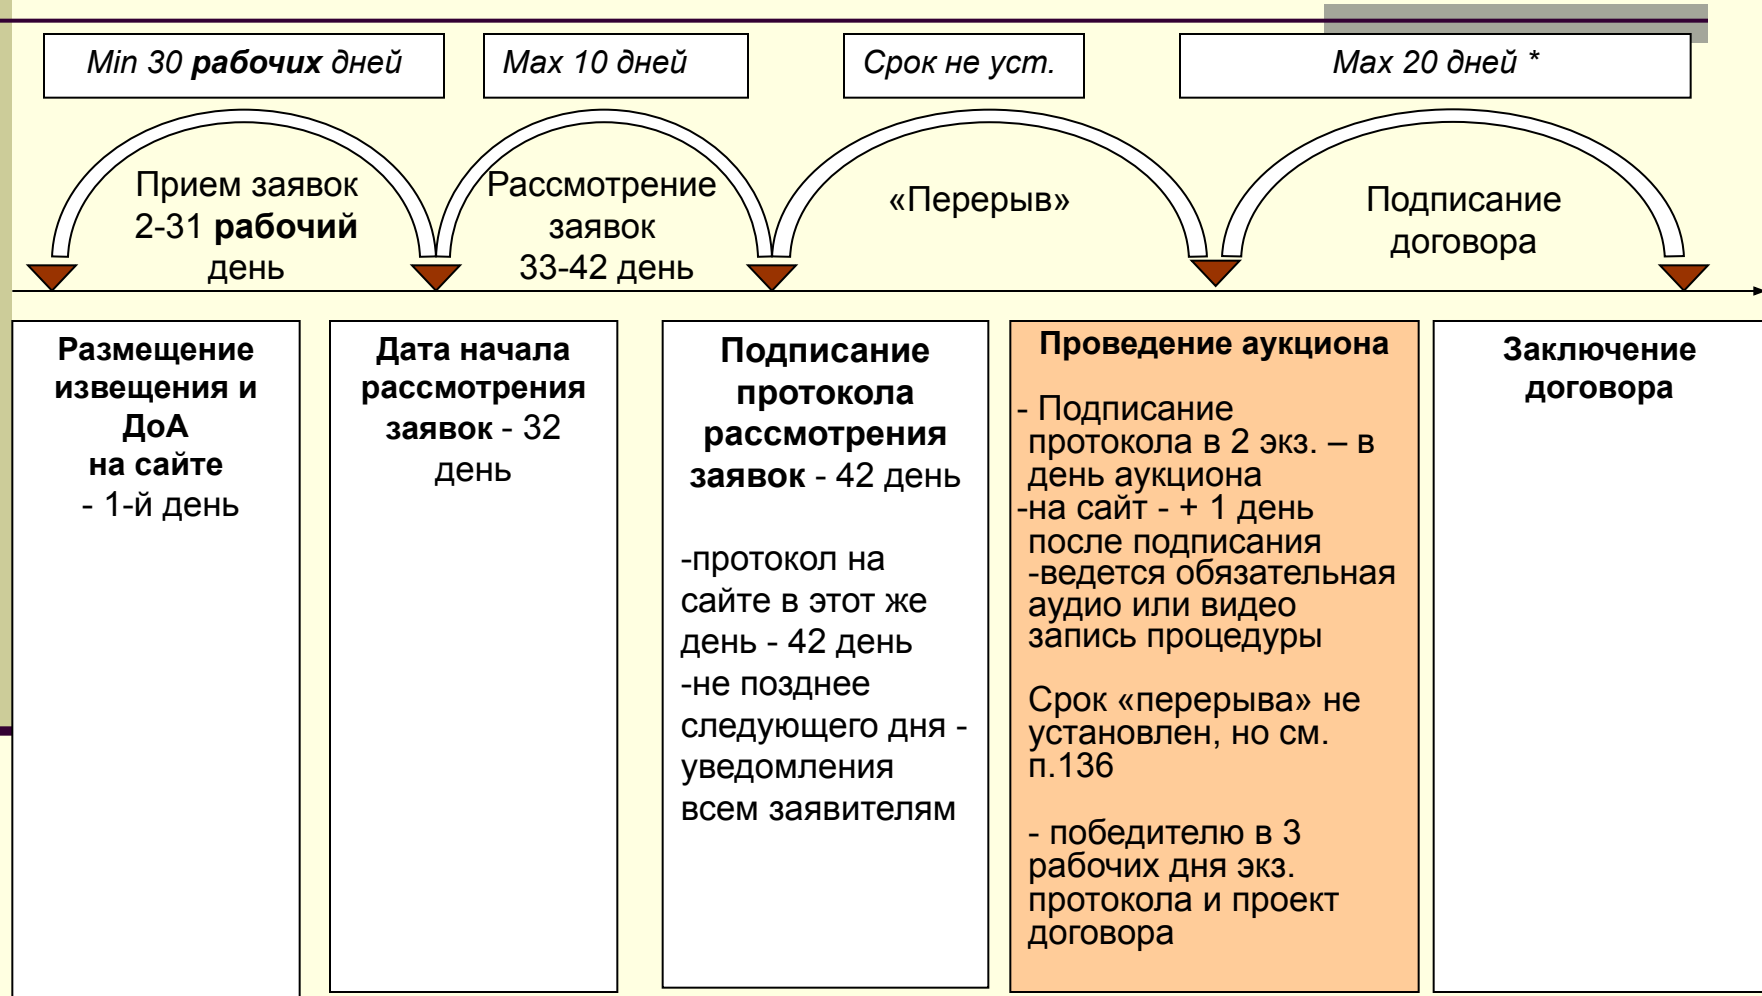 Min 30 рабочих дней
Max 10 дней
Срок не уст.
Max 20 дней *
Прием заявок
2-31 рабочий
день
Рассмотрение
заявок
33-42 день
«Перерыв»
Подписание
договора
Размещение
извещения и
ДоА
на сайте
- 1-й день
Дата начала
рассмотрения
заявок - 32
день
Подписание
протокола
рассмотрения
заявок - 42 день
-протокол на
сайте в этот же
день - 42 день
-не позднее
следующего дня -
уведомления
всем заявителям
Проведение аукциона
- Подписание
протокола в 2 экз. – в
день аукциона
-на сайт - + 1 день
после подписания
-ведется обязательная
аудио или видео
запись процедуры
Срок «перерыва» не
установлен, но см.
п.136
- победителю в 3
рабочих дня экз.
протокола и проект
договора
Заключение
договора